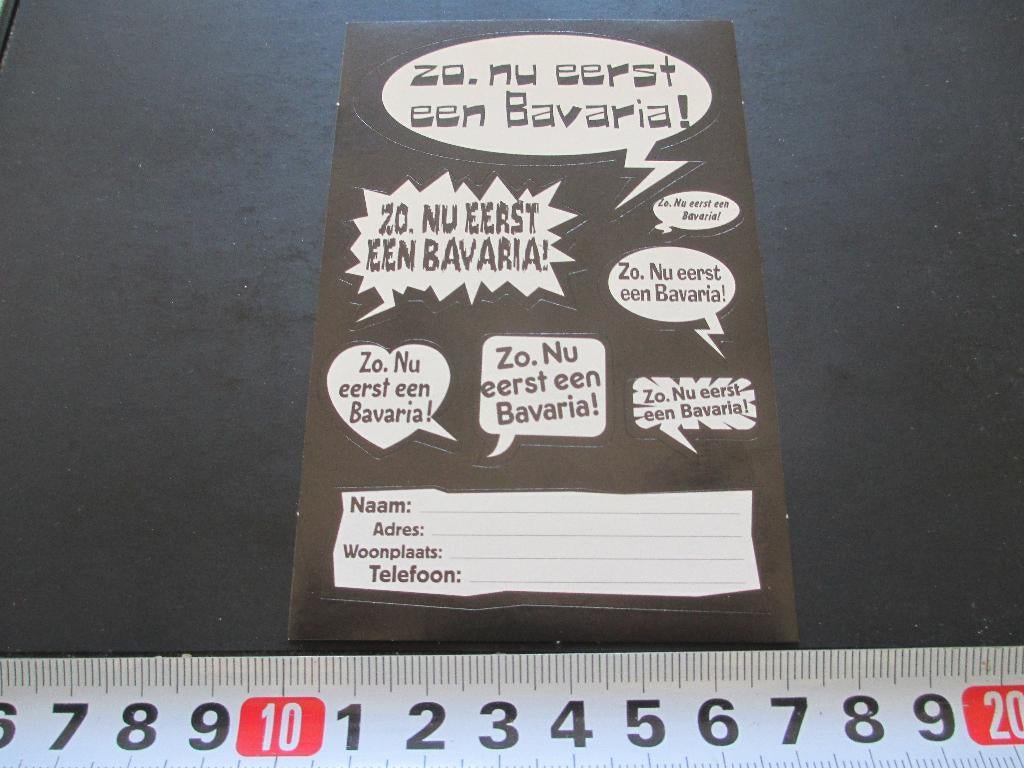 zo. nu eerst
een Bavaria!
ZO. NU EERST
EEN BAVARIA!
Zo. Nu eerst een
Bavaria!
Zo. Nu eerst
een Bavaria!
Zo. Nu
eerst een
Bavaria!
Zo. Nu
eerst een
Bavaria!
Zo. Nu eerst
een Bavaria!
Naam:
Adres:
Woonplaats:
Telefoon:
6 7 8 9 10 1 2 3 4 5 6 7 8 9 20